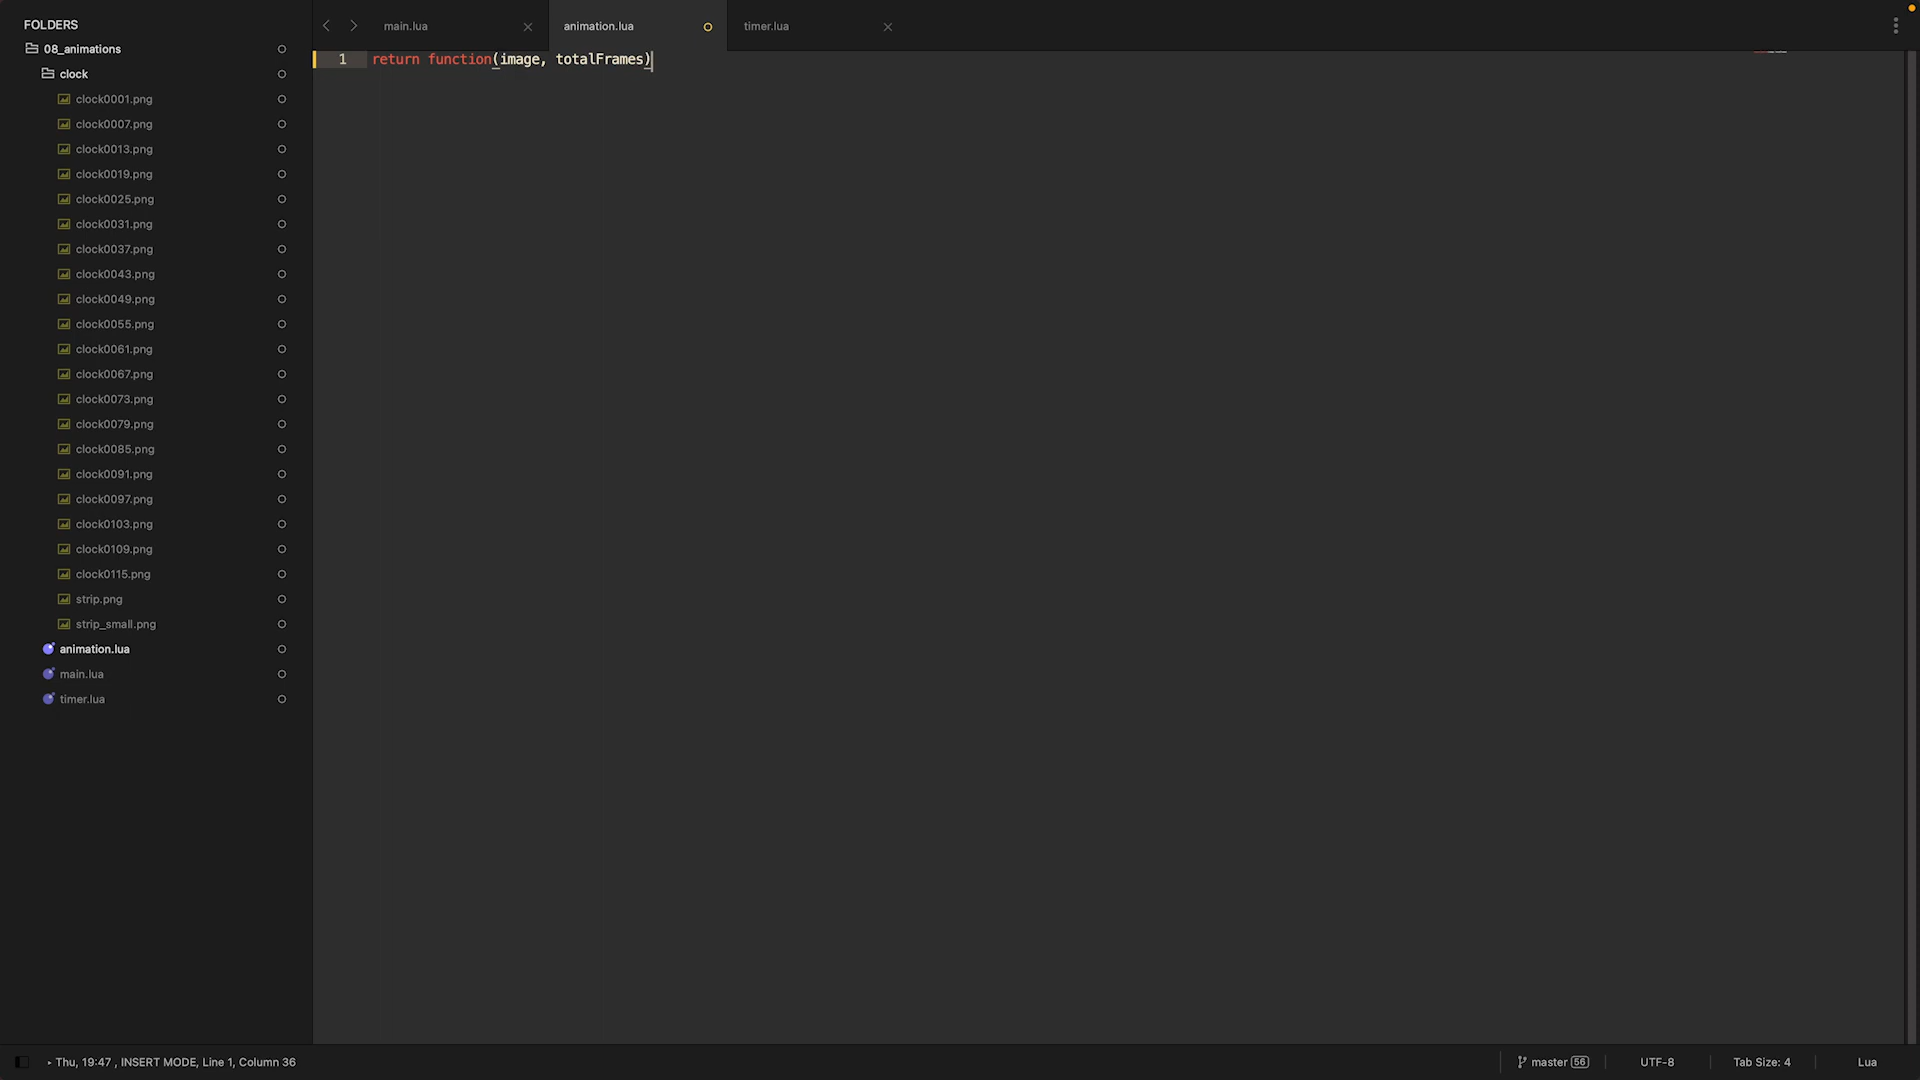 FOLDERS
08_animations
clock
clock0001.png
clock0007.png
clock0013.png
clock0019.png
clock0025.png
clock0031.png
clock0037.png
clock0043.png
clock0049.png
clock0055.png
clock0061.png
clock0067.png
clock0073.png
clock0079.png
clock0085.png
clock0091.png
clock0097.png
clock0103.png
clock0109.png
clock0115.png
strip.png
strip_small.png
animation.lua
main.lua
timer.lua
main.lua animation.lua timer.lua
1 return function(image, totalFrames)
Thu, 19:47 , INSERT MODE, Line 1, Column 36
master 56 UTF-8 Tab Size: 4 Lua